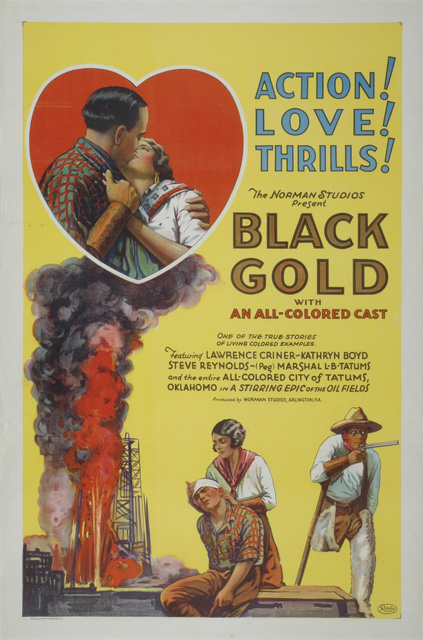 ACTION!
LOVE!
THRILLS!
The NORMAN STUDIOS
Present
BLACK
GOLD
WITH
AN ALL-COLORED CAST
ONE OF THE TRUE STORIES
OF LIVING COLORED EXAMPLES.
Featuring LAWRENCE CRINER-KATHRYN BOYD
STEVE REYNOLDS-(Peg) MARSHAL L·B·TATUMS
and the entire ALL-COLORED CITY of TATUMS,
OKLAHOMO in A STIRRING EPIC of the OIL FIELDS
Produced by NORMAN STUDIOS, ARLINGTON, FLA.